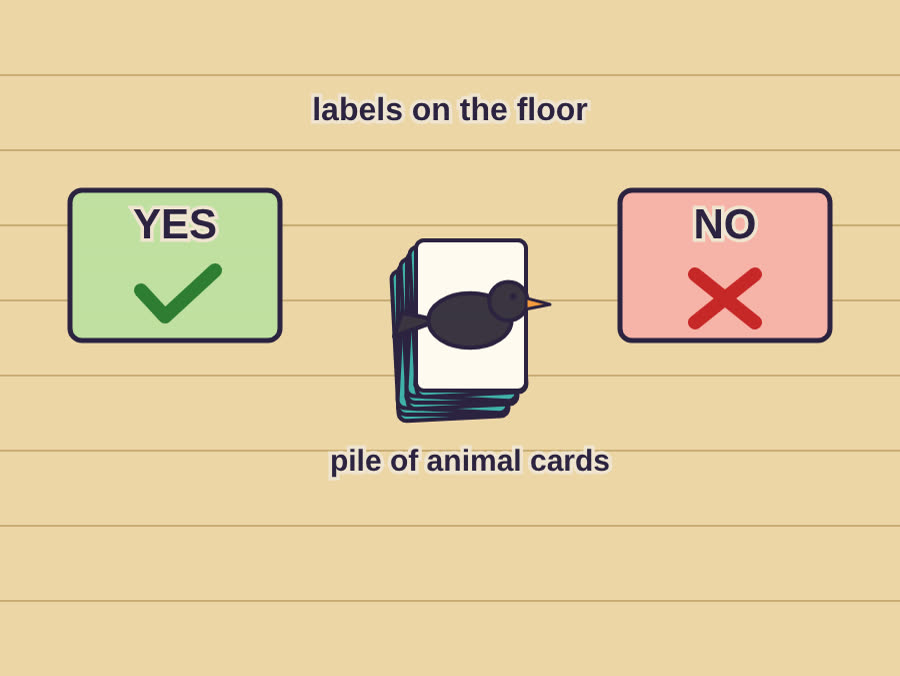 labels on the floor
YES
NO
pile of animal cards